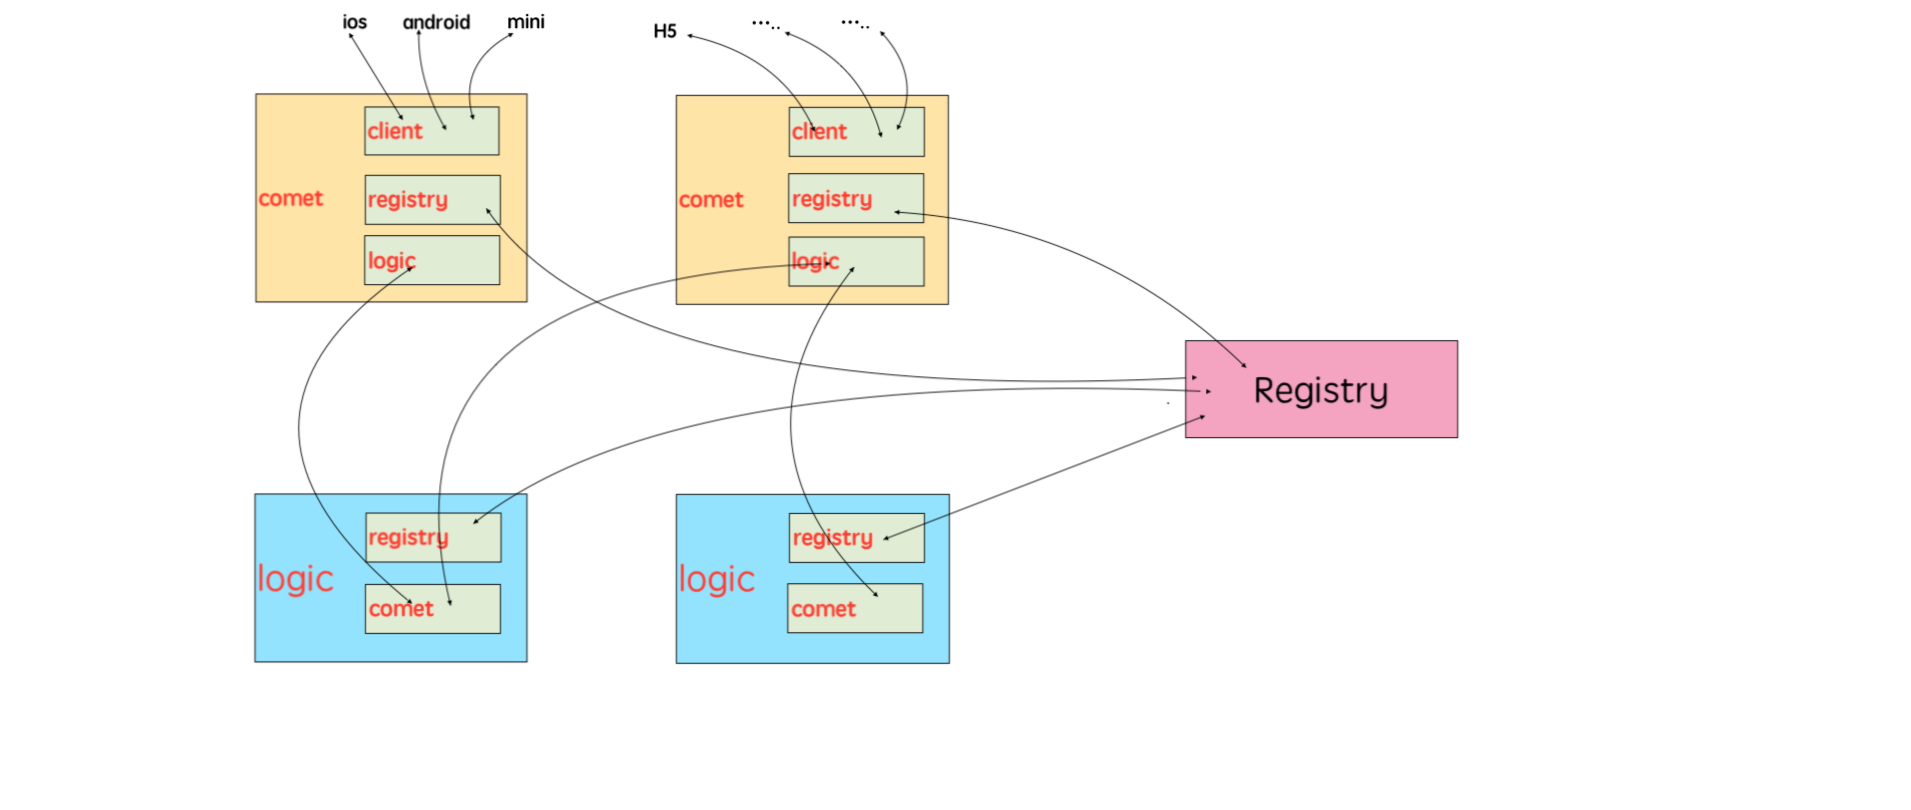 ios
android
mini
H5
.....
.....
client
comet
registry
logic
client
comet
registry
logic
Registry
registry
logic
comet
registry
logic
comet